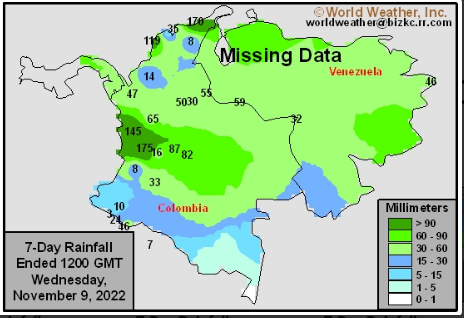 ©World Weather, Inc.
worldweather@bizkc.rr.com
170
35
119
8
Missing Data
Venezuela
14
46
47
55
5030
59
65
32
145
175
16
87
82
8
33
10
Colombia
3
24
46
7
Millimeters
> 90
60 - 90
30 - 60
15 - 30
5 - 15
1 - 5
0 - 1
7-Day Rainfall
Ended 1200 GMT
Wednesday,
November 9, 2022